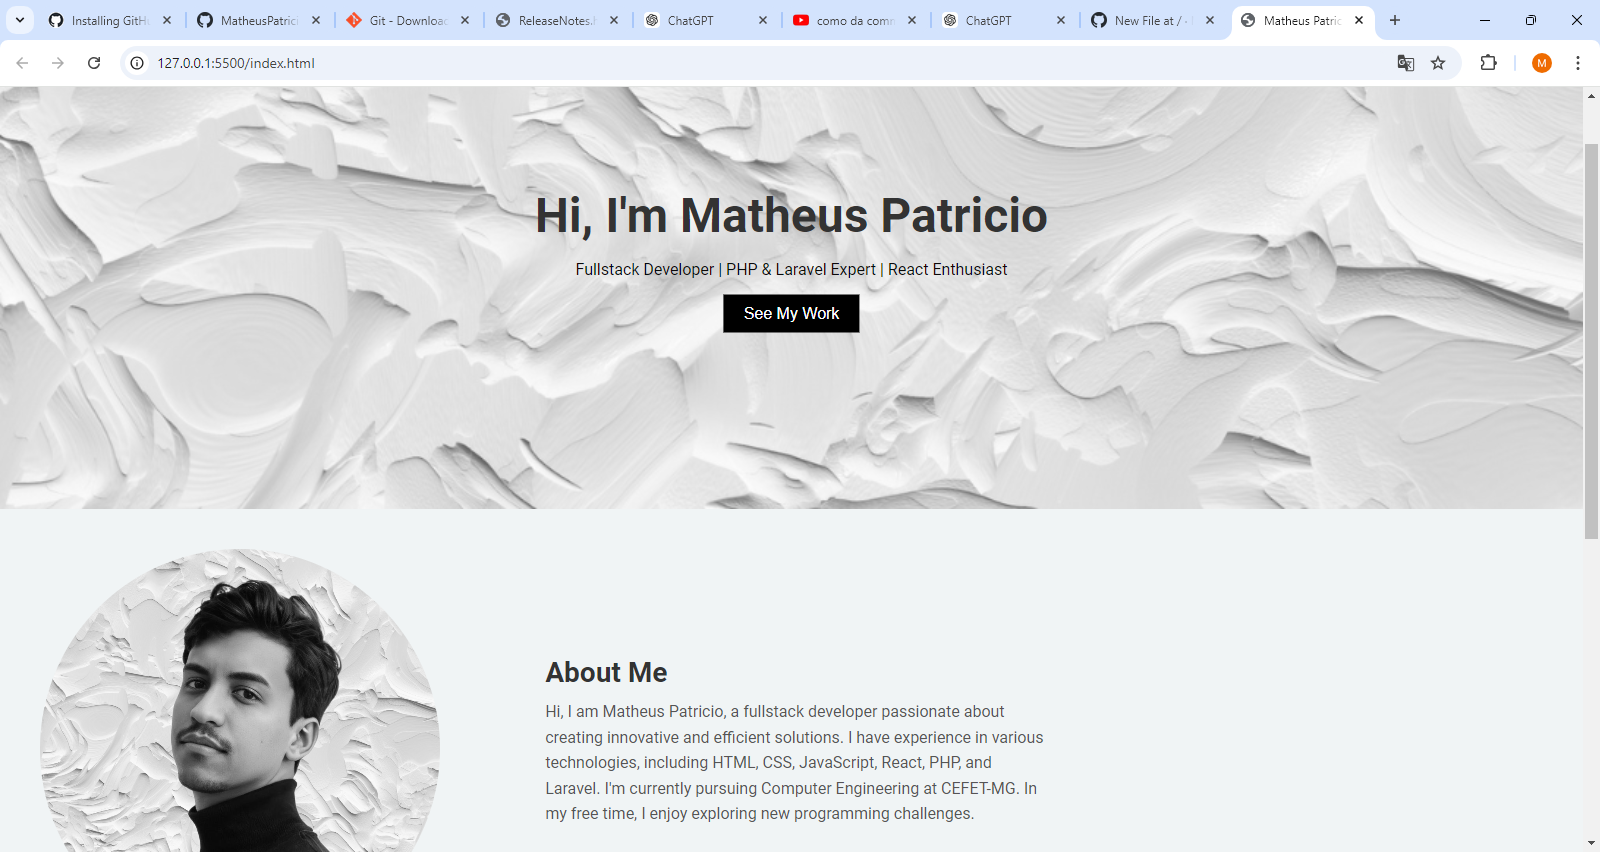 Installing GitH
MatheusPatrici
Git - Download
ReleaseNotes.
ChatGPT
como da comm
ChatGPT
New File at / ·
Matheus Patric
127.0.0.1:5500/index.html
M
Hi, I'm Matheus Patricio
Fullstack Developer | PHP & Laravel Expert | React Enthusiast
See My Work
About Me
Hi, I am Matheus Patricio, a fullstack developer passionate about
creating innovative and efficient solutions. I have experience in various
technologies, including HTML, CSS, JavaScript, React, PHP, and
Laravel. I'm currently pursuing Computer Engineering at CEFET-MG. In
my free time, I enjoy exploring new programming challenges.